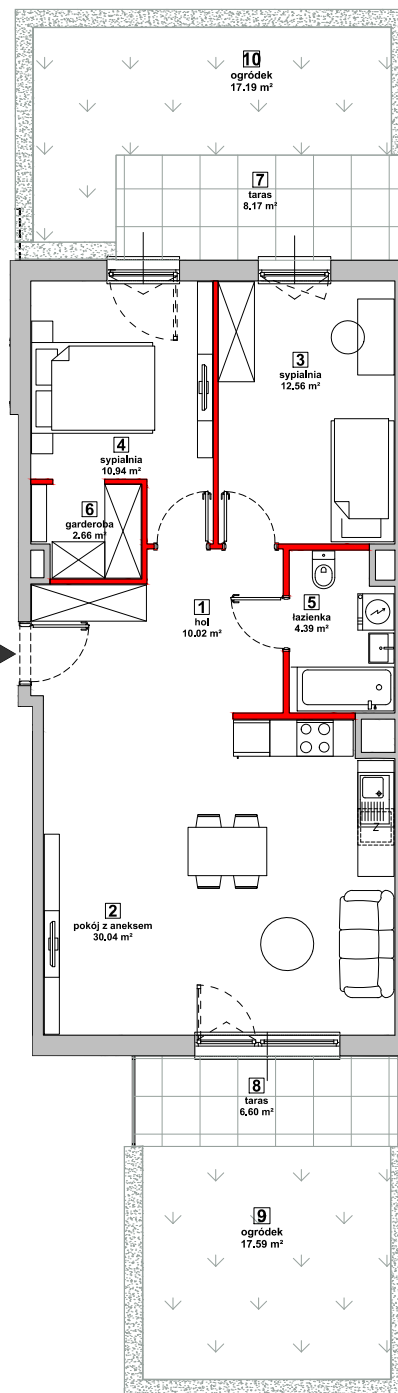 10
ogródek
17.19 m²
7
taras
8.17 m²
3
sypialnia
12.56 m²
4
sypialnia
10,94 m²
6
garderoba
2.66 m²
1
hol
10.02 m²
5
łazienka
4.39 m²
Z
2
pokój z aneksem
30.04 m²
8
taras
6.60 m²
9
ogródek
17.59 m²